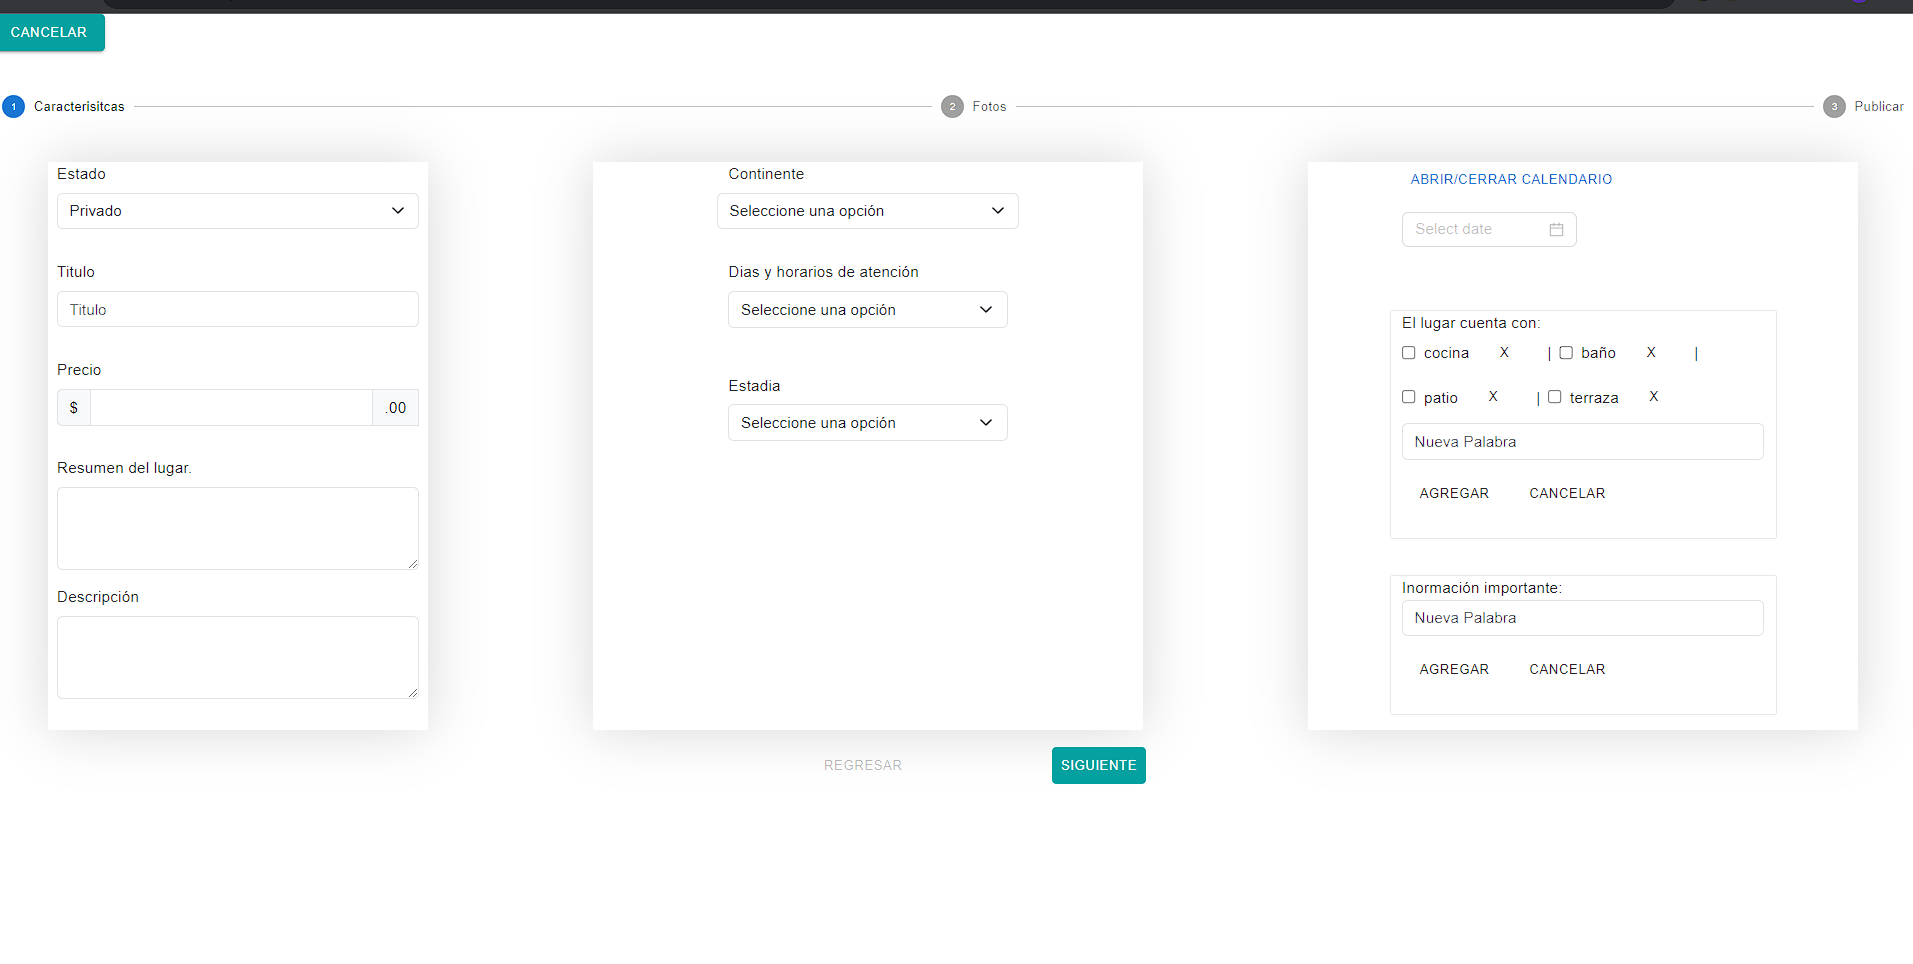 CANCELAR
1 Caracterisitcas
2 Fotos
3 Publicar
Estado
Privado
Titulo
Titulo
Precio
$ .00
Resumen del lugar.
Descripción
Continente
Seleccione una opción
Dias y horarios de atención
Seleccione una opción
Estadia
Seleccione una opción
ABRIR/CERRAR CALENDARIO
Select date
El lugar cuenta con:
cocina X | baño X |
patio X | terraza X
Nueva Palabra
AGREGAR CANCELAR
Inormación importante:
Nueva Palabra
AGREGAR CANCELAR
REGRESAR SIGUIENTE